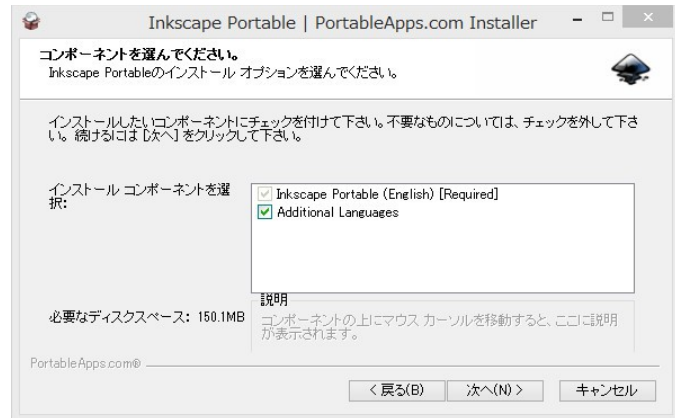 Inkscape Portable | PortableApps.com Installer
コンポーネントを選んでください。
Inkscape Portableのインストール オプションを選んでください。
インストールしたいコンポーネントにチェックを付けて下さい。不要なものについては、チェックを外して下さ
い。続けるには [次へ] をクリックして下さい。
インストール コンポーネントを選
択:
Inkscape Portable (English) [Required]
Additional Languages
必要なディスクスペース: 150.1MB
説明
コンポーネントの上にマウス カーソルを移動すると、ここに説明
が表示されます。
PortableApps.com®
< 戻る(B)
次へ(N) >
キャンセル